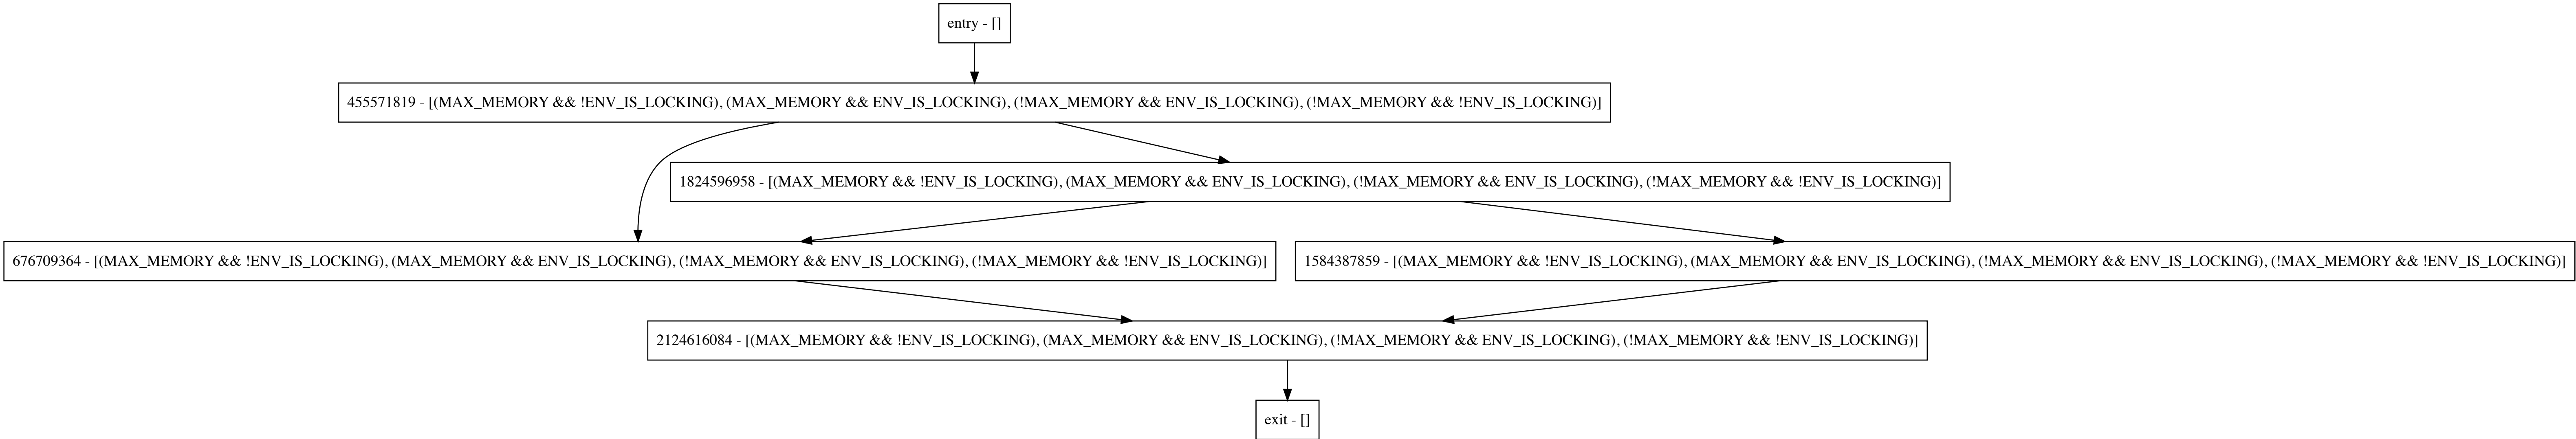 entry - []
455571819 - [(MAX_MEMORY && !ENV_IS_LOCKING), (MAX_MEMORY && ENV_IS_LOCKING), (!MAX_MEMORY && ENV_IS_LOCKING), (!MAX_MEMORY && !ENV_IS_LOCKING)]
1824596958 - [(MAX_MEMORY && !ENV_IS_LOCKING), (MAX_MEMORY && ENV_IS_LOCKING), (!MAX_MEMORY && ENV_IS_LOCKING), (!MAX_MEMORY && !ENV_IS_LOCKING)]
676709364 - [(MAX_MEMORY && !ENV_IS_LOCKING), (MAX_MEMORY && ENV_IS_LOCKING), (!MAX_MEMORY && ENV_IS_LOCKING), (!MAX_MEMORY && !ENV_IS_LOCKING)]
1584387859 - [(MAX_MEMORY && !ENV_IS_LOCKING), (MAX_MEMORY && ENV_IS_LOCKING), (!MAX_MEMORY && ENV_IS_LOCKING), (!MAX_MEMORY && !ENV_IS_LOCKING)]
2124616084 - [(MAX_MEMORY && !ENV_IS_LOCKING), (MAX_MEMORY && ENV_IS_LOCKING), (!MAX_MEMORY && ENV_IS_LOCKING), (!MAX_MEMORY && !ENV_IS_LOCKING)]
exit - []